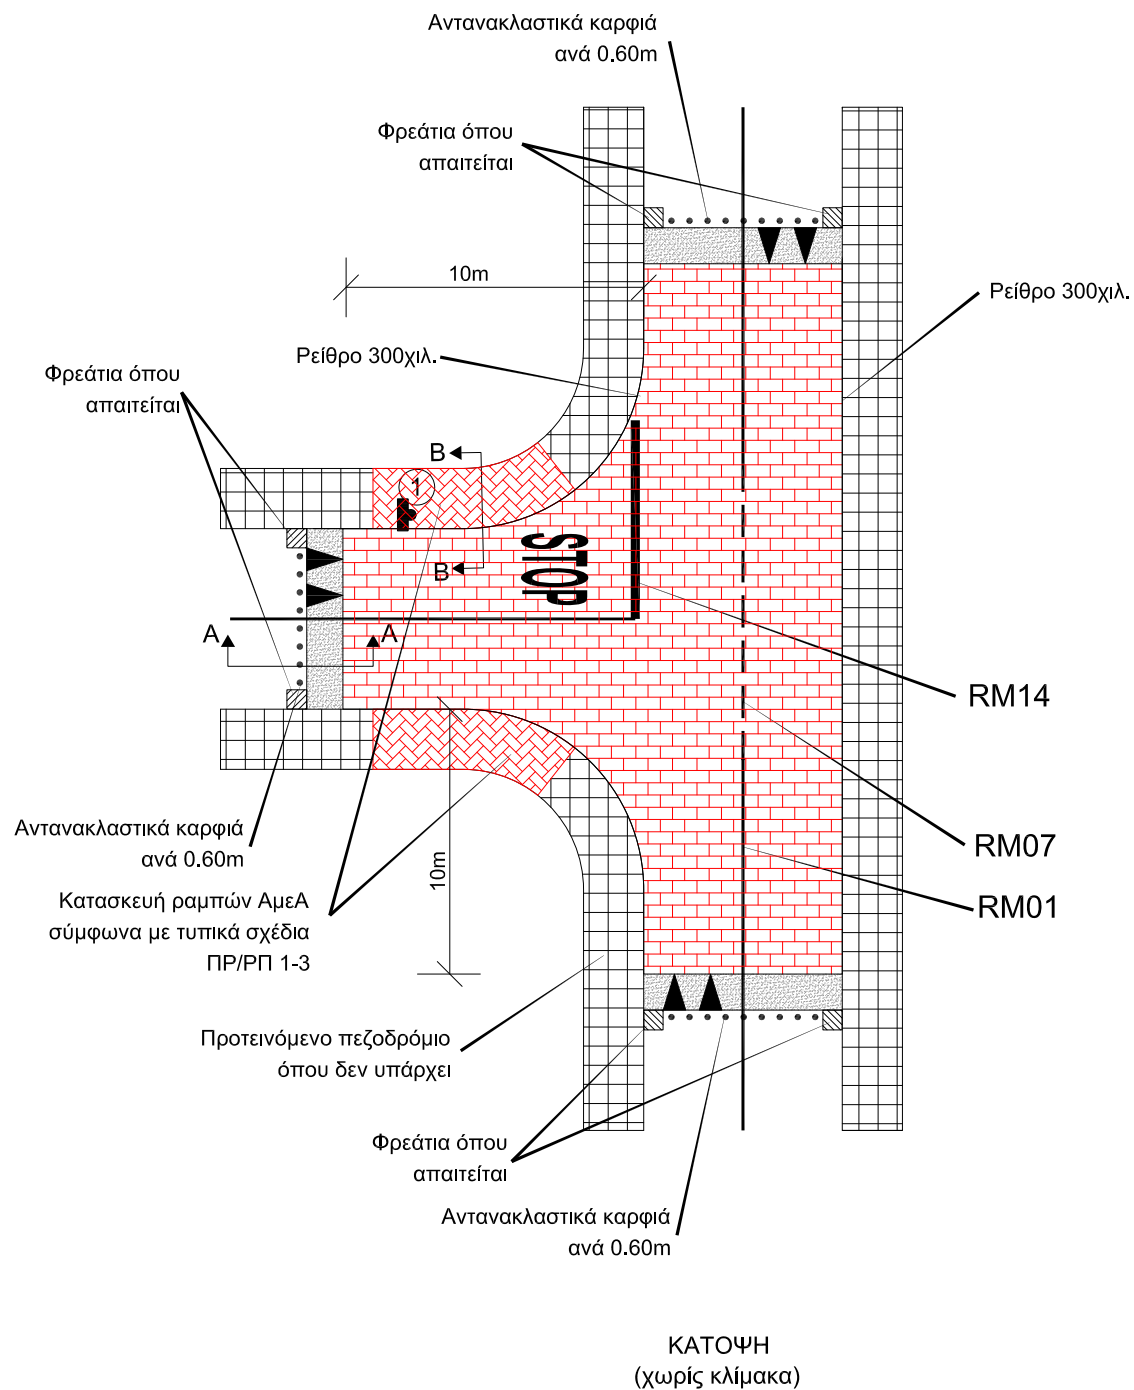 Αντανακλαστικά καρφιά
ανά 0.60m
Φρεάτια όπου
απαιτείται
10m
Ρείθρο 300χιλ.
Ρείθρο 300χιλ.
Φρεάτια όπου
απαιτείται
B
1
STOP
B
A
A
RM14
Αντανακλαστικά καρφιά
ανά 0.60m
RM07
10m
Κατασκευή ραμπών ΑμεΑ
σύμφωνα με τυπικά σχέδια
ΠΡ/ΡΠ 1-3
RM01
Προτεινόμενο πεζοδρόμιο
όπου δεν υπάρχει
Φρεάτια όπου
απαιτείται
Αντανακλαστικά καρφιά
ανά 0.60m
ΚΑΤΟΨΗ
(χωρίς κλίμακα)